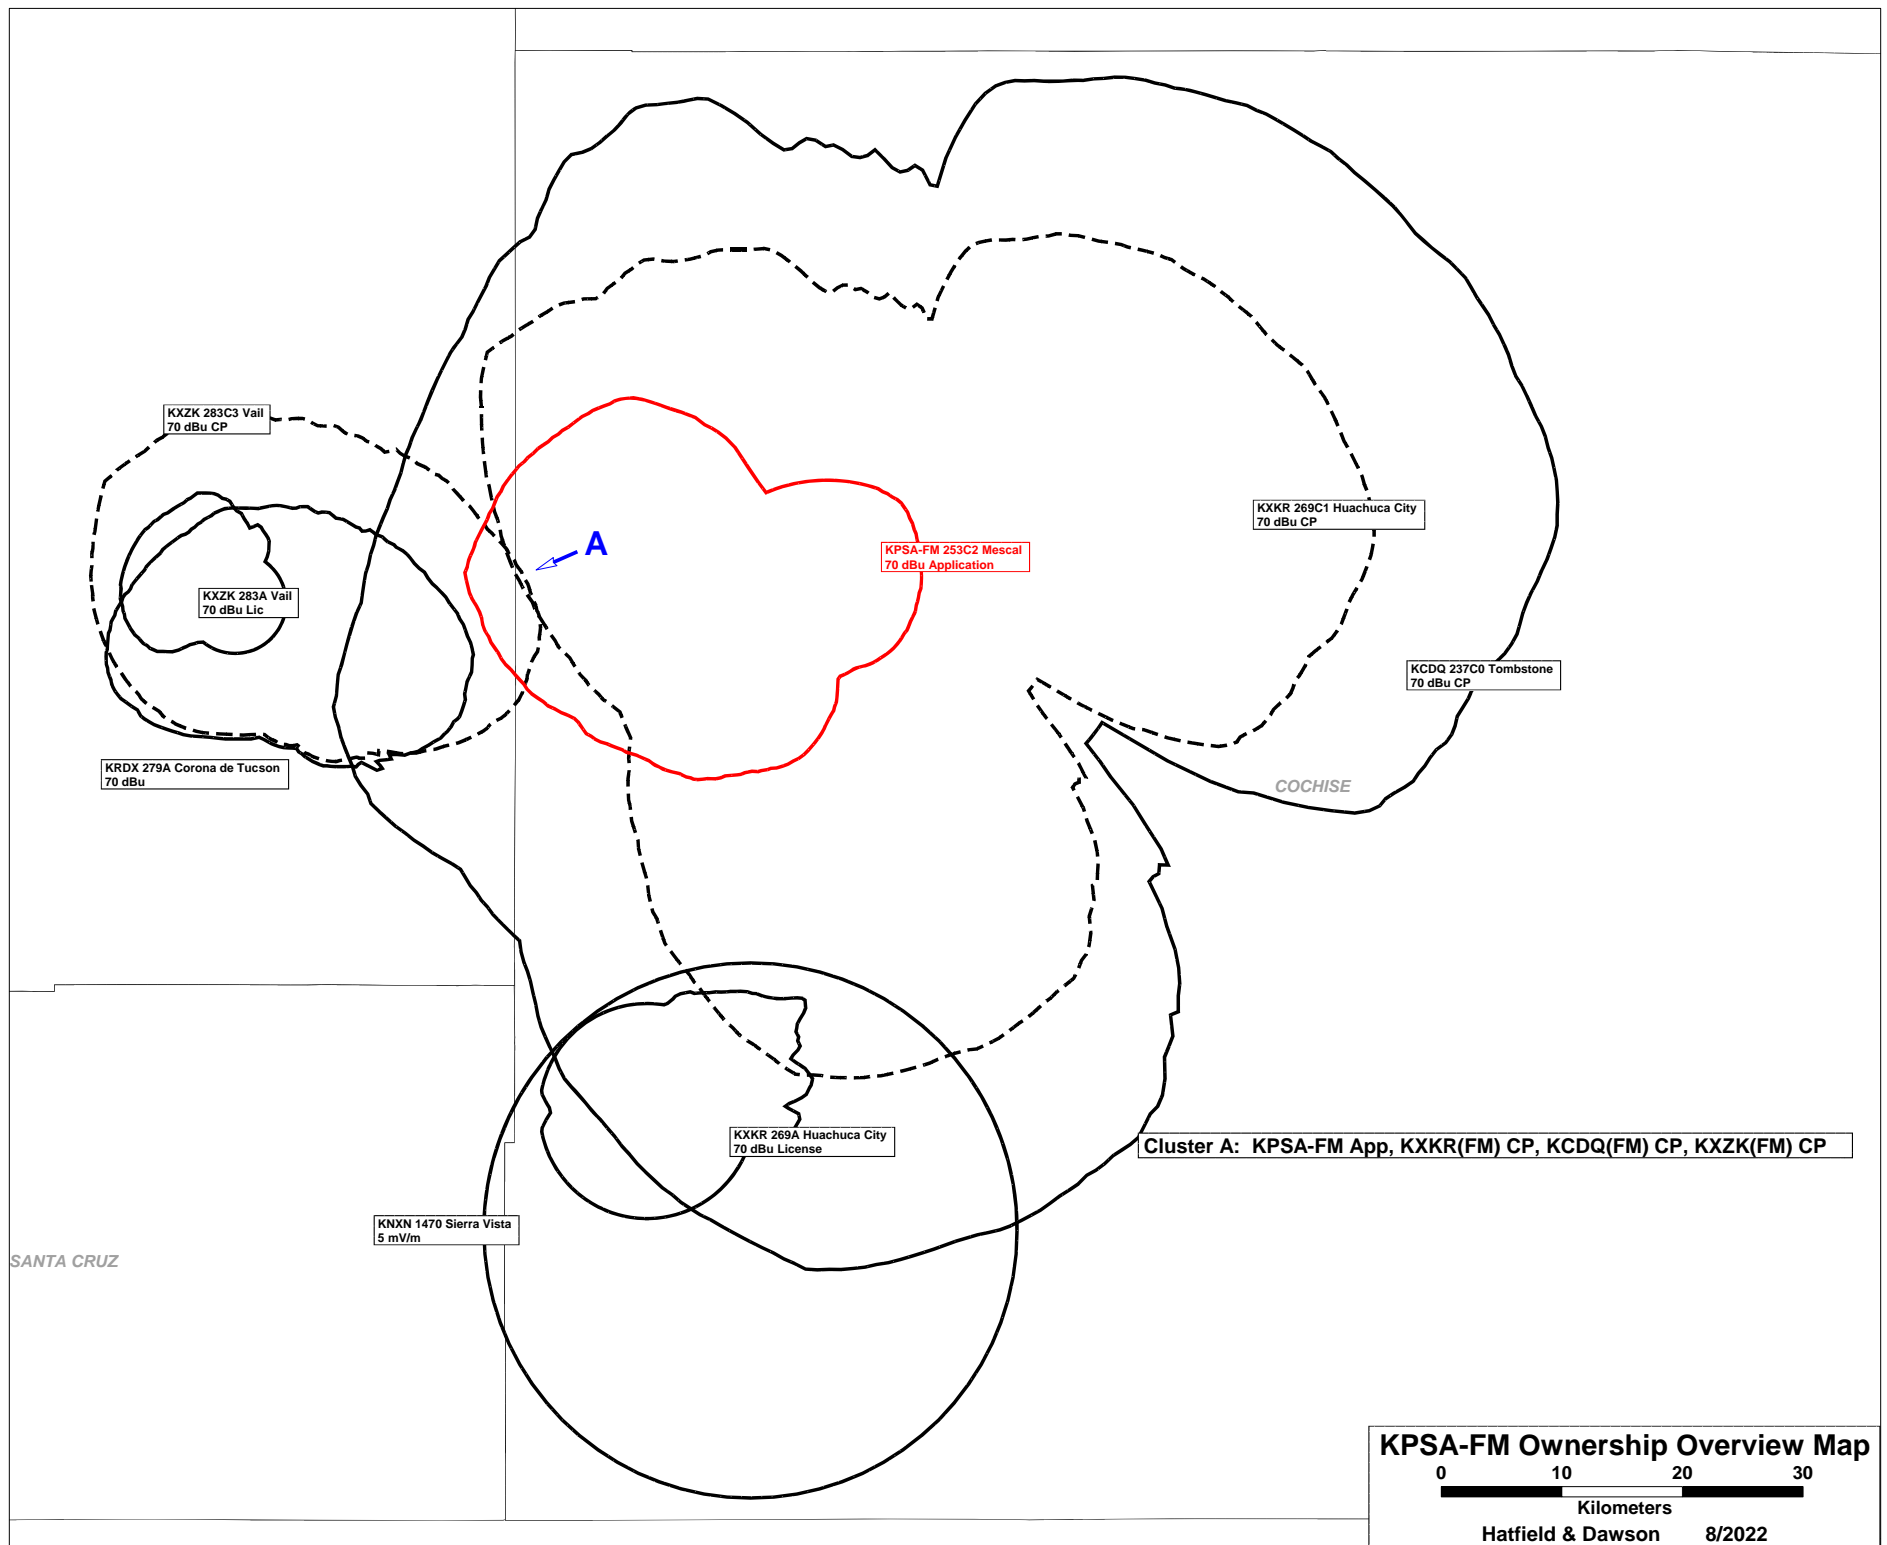 KXZK 283C3 Vail
70 dBu CP
KXKR 269C1 Huachuca City
70 dBu CP
A
KPSA-FM 253C2 Mescal
70 dBu Application
KXZK 283A Vail
70 dBu Lic
KCDQ 237C0 Tombstone
70 dBu CP
KRDX 279A Corona de Tucson
70 dBu
COCHISE
KXKR 269A Huachuca City
70 dBu License
Cluster A: KPSA-FM App, KXKR(FM) CP, KCDQ(FM) CP, KXZK(FM) CP
KNXN 1470 Sierra Vista
5 mV/m
SANTA CRUZ
KPSA-FM Ownership Overview Map
0 10 20 30
Kilometers
Hatfield & Dawson 8/2022